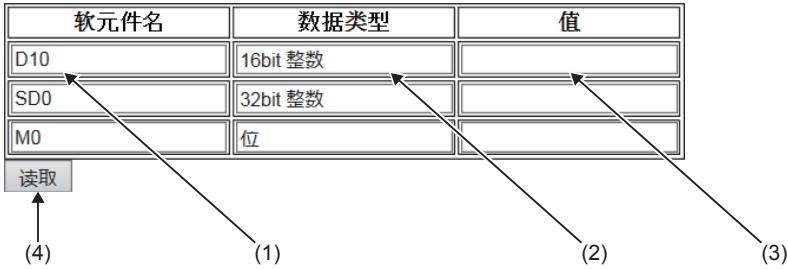 软元件名 数据类型 值
D10 16bit 整数
SD0 32bit 整数
M0 位
读取
(4) (1) (2) (3)